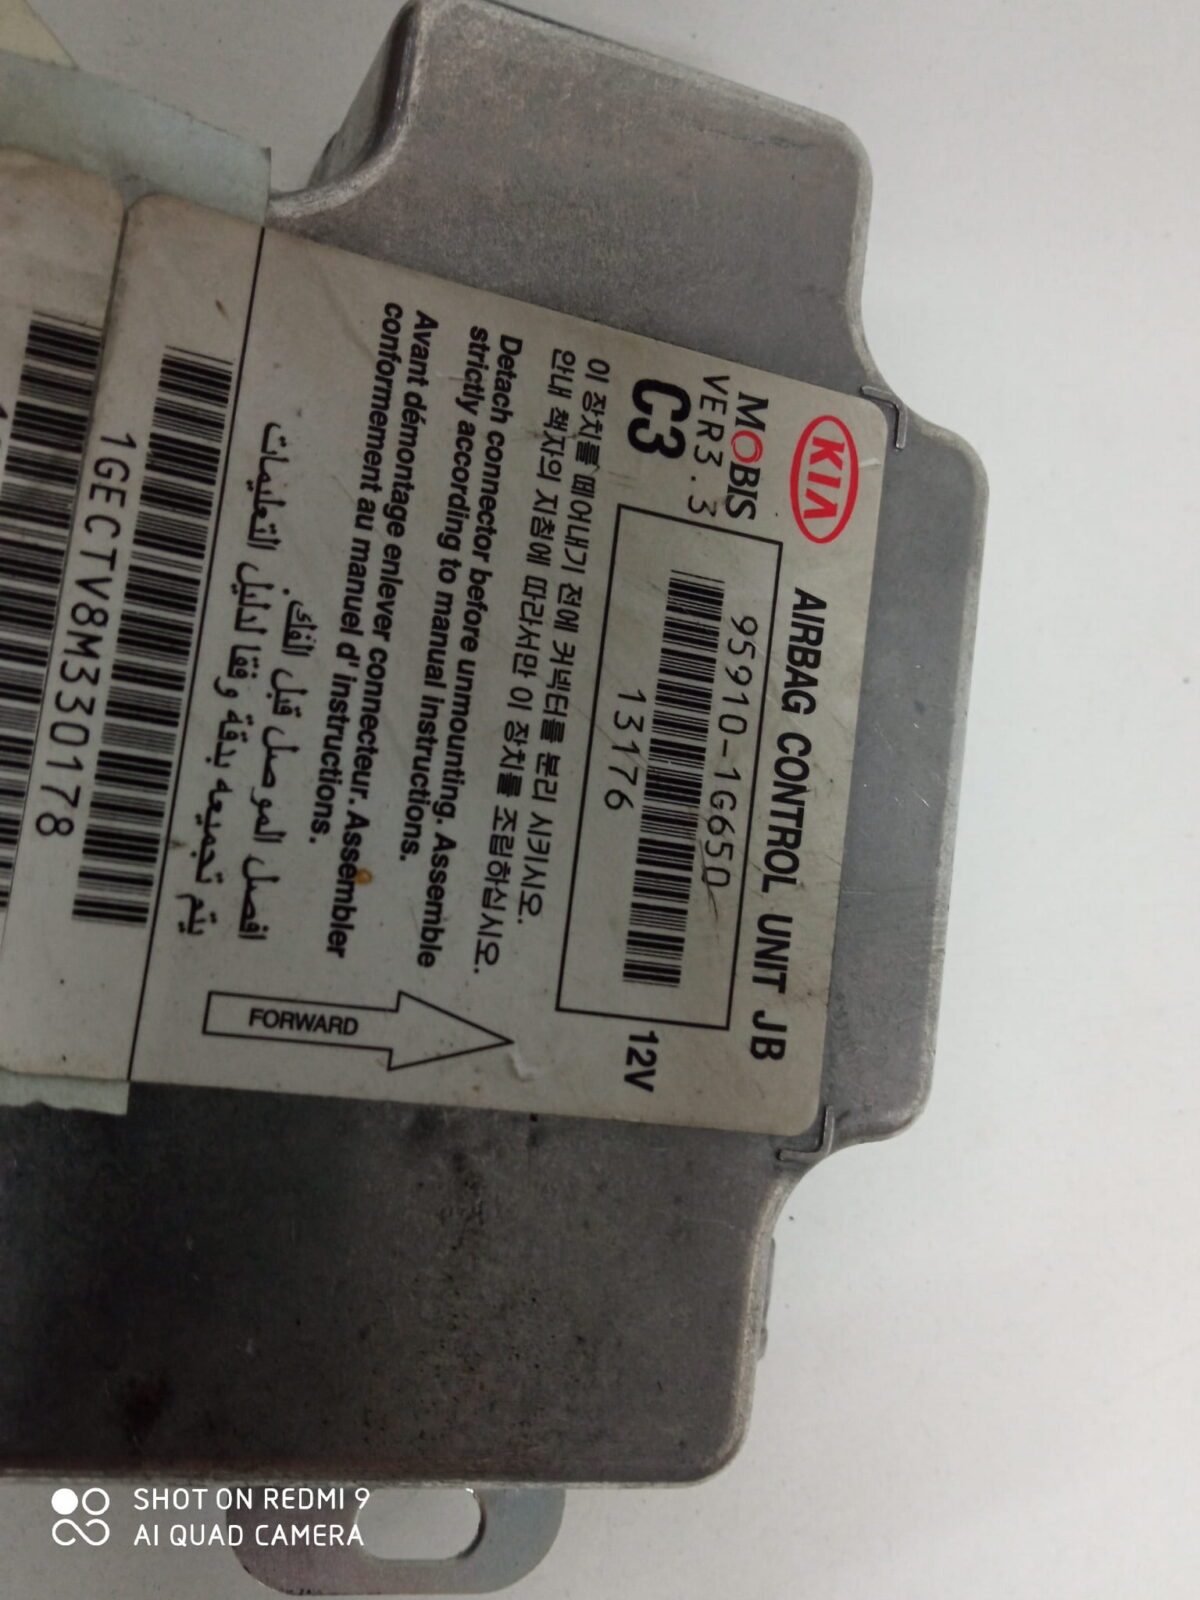 KIA AIRBAG CONTROL UNIT JB
MOBIS
VER3.3
95910-1G650
C3
13176
12V
이 장치를 떼어내기 전에 커넥터를 분리 시키시오.
안내 책자의 지침에 따라서만 이 장치를 조립하십시오.
Detach connector before unmounting. Assemble
strictly according to manual instructions.
Avant démontage enlever connecteur. Assembler
conformement au manuel d' instructions.
افصل الموصل قبل الفك.
يتم تجميعه بدقة وفقا لدليل التعليمات
FORWARD
1GECTV8M330178
SHOT ON REDMI 9
AI QUAD CAMERA